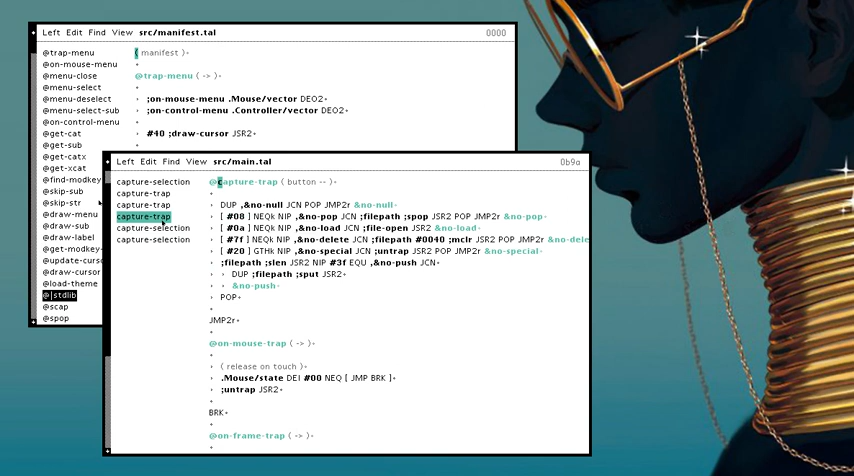 Left Edit Find View src/manifest.tal 0000
@trap-menu
@on-mouse-menu
@menu-close
@menu-select
@menu-deselect
@menu-select-sub
@on-control-menu
@get-cat
@get-sub
@get-catx
@get-xcat
@find-modkey
@skip-sub
@skip-str
@draw-menu
@draw-sub
@draw-label
@get-modkey-
@update-curso
@draw-cursor
@load-theme
@|stdlib
@scap
@spop
( manifest )
@trap-menu ( -> )
;on-mouse-menu .Mouse/vector DEO2
;on-control-menu .Controller/vector DEO2
#40 ;draw-cursor JSR2
Left Edit Find View src/main.tal 0b9a
capture-selection
capture-trap
capture-trap
capture-trap
capture-selection
capture-selection
@capture-trap ( button -- )
DUP ,&no-null JCN POP JMP2r &no-null
[ #08 ] NEQk NIP ,&no-pop JCN ;filepath ;spop JSR2 POP JMP2r &no-pop
[ #0a ] NEQk NIP ,&no-load JCN ;file-open JSR2 &no-load
[ #7f ] NEQk NIP ,&no-delete JCN ;filepath #0040 ;mclr JSR2 POP JMP2r &no-dele
[ #20 ] GTHk NIP ,&no-special JCN ;untrap JSR2 POP JMP2r &no-special
;filepath ;slen JSR2 NIP #3f EQU ,&no-push JCN
DUP ;filepath ;sput JSR2
&no-push
POP
JMP2r
@on-mouse-trap ( -> )
( release on touch )
.Mouse/state DEI #00 NEQ [ JMP BRK ]
;untrap JSR2
BRK
@on-frame-trap ( -> )